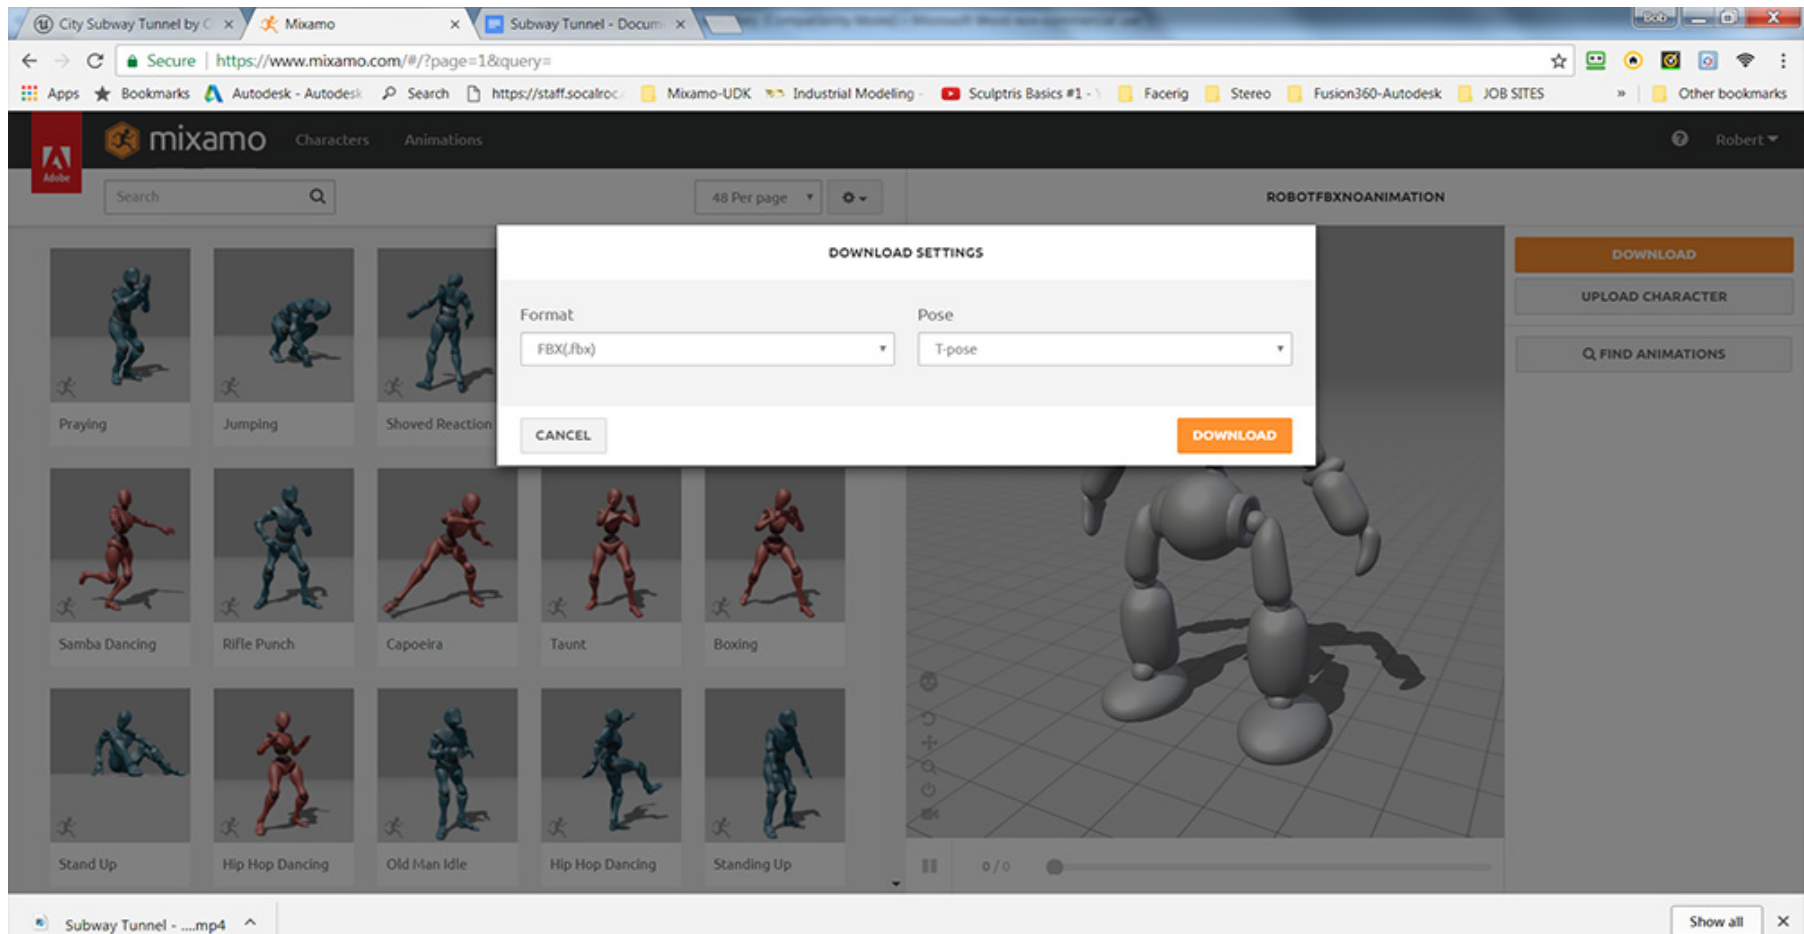 City Subway Tunnel by C
Mixamo
Subway Tunnel - Docum
Bob
Secure
https://www.mixamo.com/#/?page=1&query=
Apps
Bookmarks
Autodesk - Autodesk
Search
https://staff.socalroc.
Mixamo-UDK
Industrial Modeling -
Sculptris Basics #1 -
Facerig
Stereo
Fusion360-Autodesk
JOB SITES
»
Other bookmarks
Adobe
mixamo
Characters
Animations
Robert
Search
48 Per page
ROBOTFBXNOANIMATION
DOWNLOAD SETTINGS
Format
Pose
FBX(.fbx)
T-pose
CANCEL
DOWNLOAD
DOWNLOAD
UPLOAD CHARACTER
FIND ANIMATIONS
Praying
Jumping
Shoved Reaction
Samba Dancing
Rifle Punch
Capoeira
Taunt
Boxing
Stand Up
Hip Hop Dancing
Old Man Idle
Hip Hop Dancing
Standing Up
0 / 0
Subway Tunnel - ....mp4
Show all